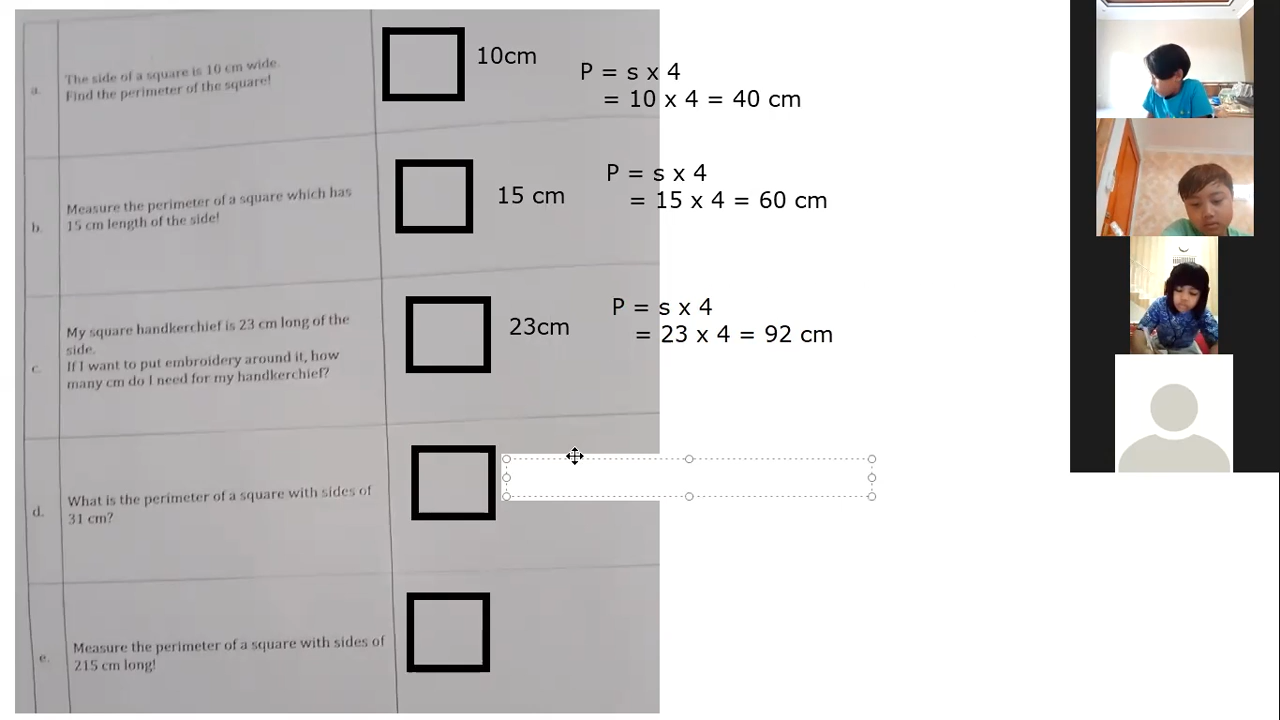 a. The side of a square is 10 cm wide.
Find the perimeter of the square!
10cm
P = s x 4
= 10 x 4 = 40 cm
b. Measure the perimeter of a square which has
15 cm length of the side!
15 cm
P = s x 4
= 15 x 4 = 60 cm
c. My square handkerchief is 23 cm long of the
side.
If I want to put embroidery around it, how
many cm do I need for my handkerchief?
23cm
P = s x 4
= 23 x 4 = 92 cm
d. What is the perimeter of a square with sides of
31 cm?
e. Measure the perimeter of a square with sides of
215 cm long!